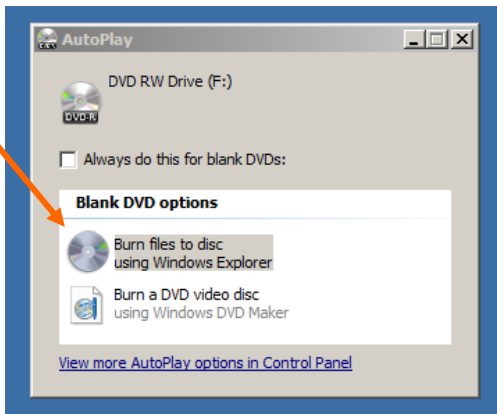 AutoPlay
DVD RW Drive (F:)
DVD-R
Always do this for blank DVDs:
Blank DVD options
Burn files to disc
using Windows Explorer
Burn a DVD video disc
using Windows DVD Maker
View more AutoPlay options in Control Panel